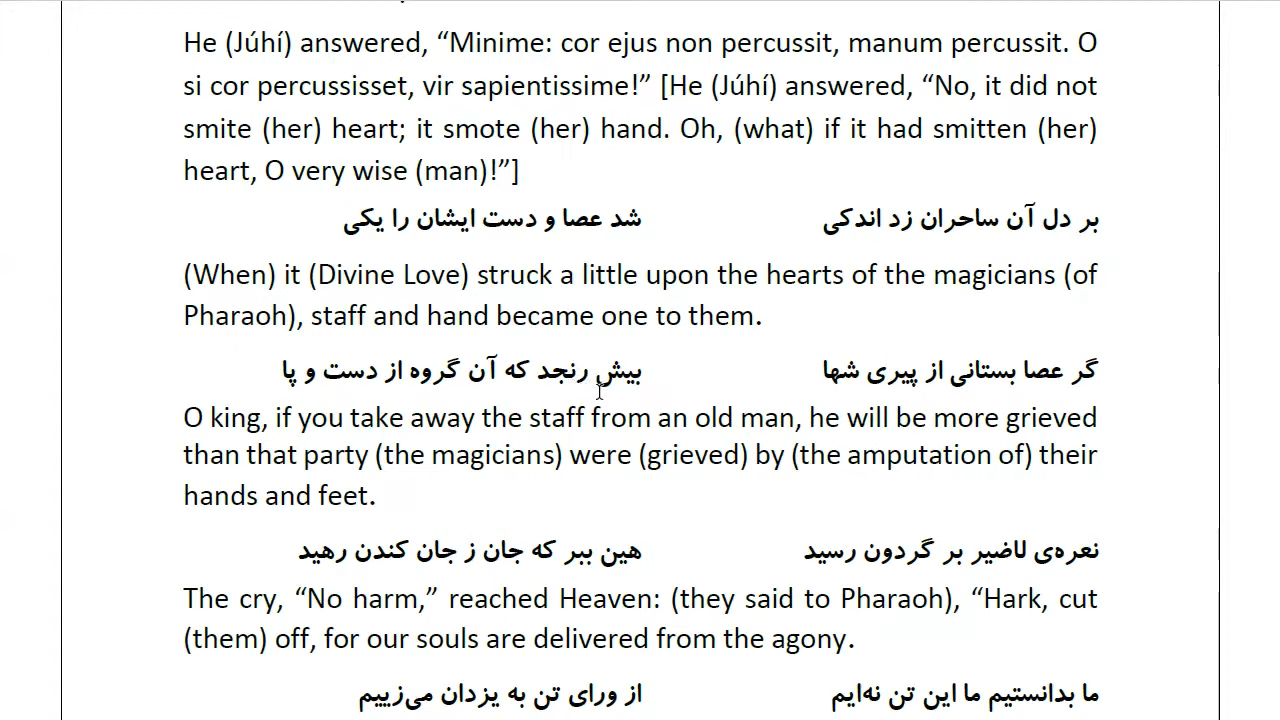 He (Júhí) answered, “Minime: cor ejus non percussit, manum percussit. O
si cor percussisset, vir sapientissime!” [He (Júhí) answered, “No, it did not
smite (her) heart; it smote (her) hand. Oh, (what) if it had smitten (her)
heart, O very wise (man)!”]
بر دل آن ساحران زد اندکی شد عصا و دست ایشان را یکی
(When) it (Divine Love) struck a little upon the hearts of the magicians (of
Pharaoh), staff and hand became one to them.
گر عصا بستانی از پیری شها بیش رنجد که آن گروه از دست و پا
O king, if you take away the staff from an old man, he will be more grieved
than that party (the magicians) were (grieved) by (the amputation of) their
hands and feet.
نعره‌ی لاضیر بر گردون رسید هین ببر که جان ز جان کندن رهید
The cry, “No harm,” reached Heaven: (they said to Pharaoh), “Hark, cut
(them) off, for our souls are delivered from the agony.
ما بدانستیم ما این تن نه‌ایم از ورای تن به یزدان می‌زییم